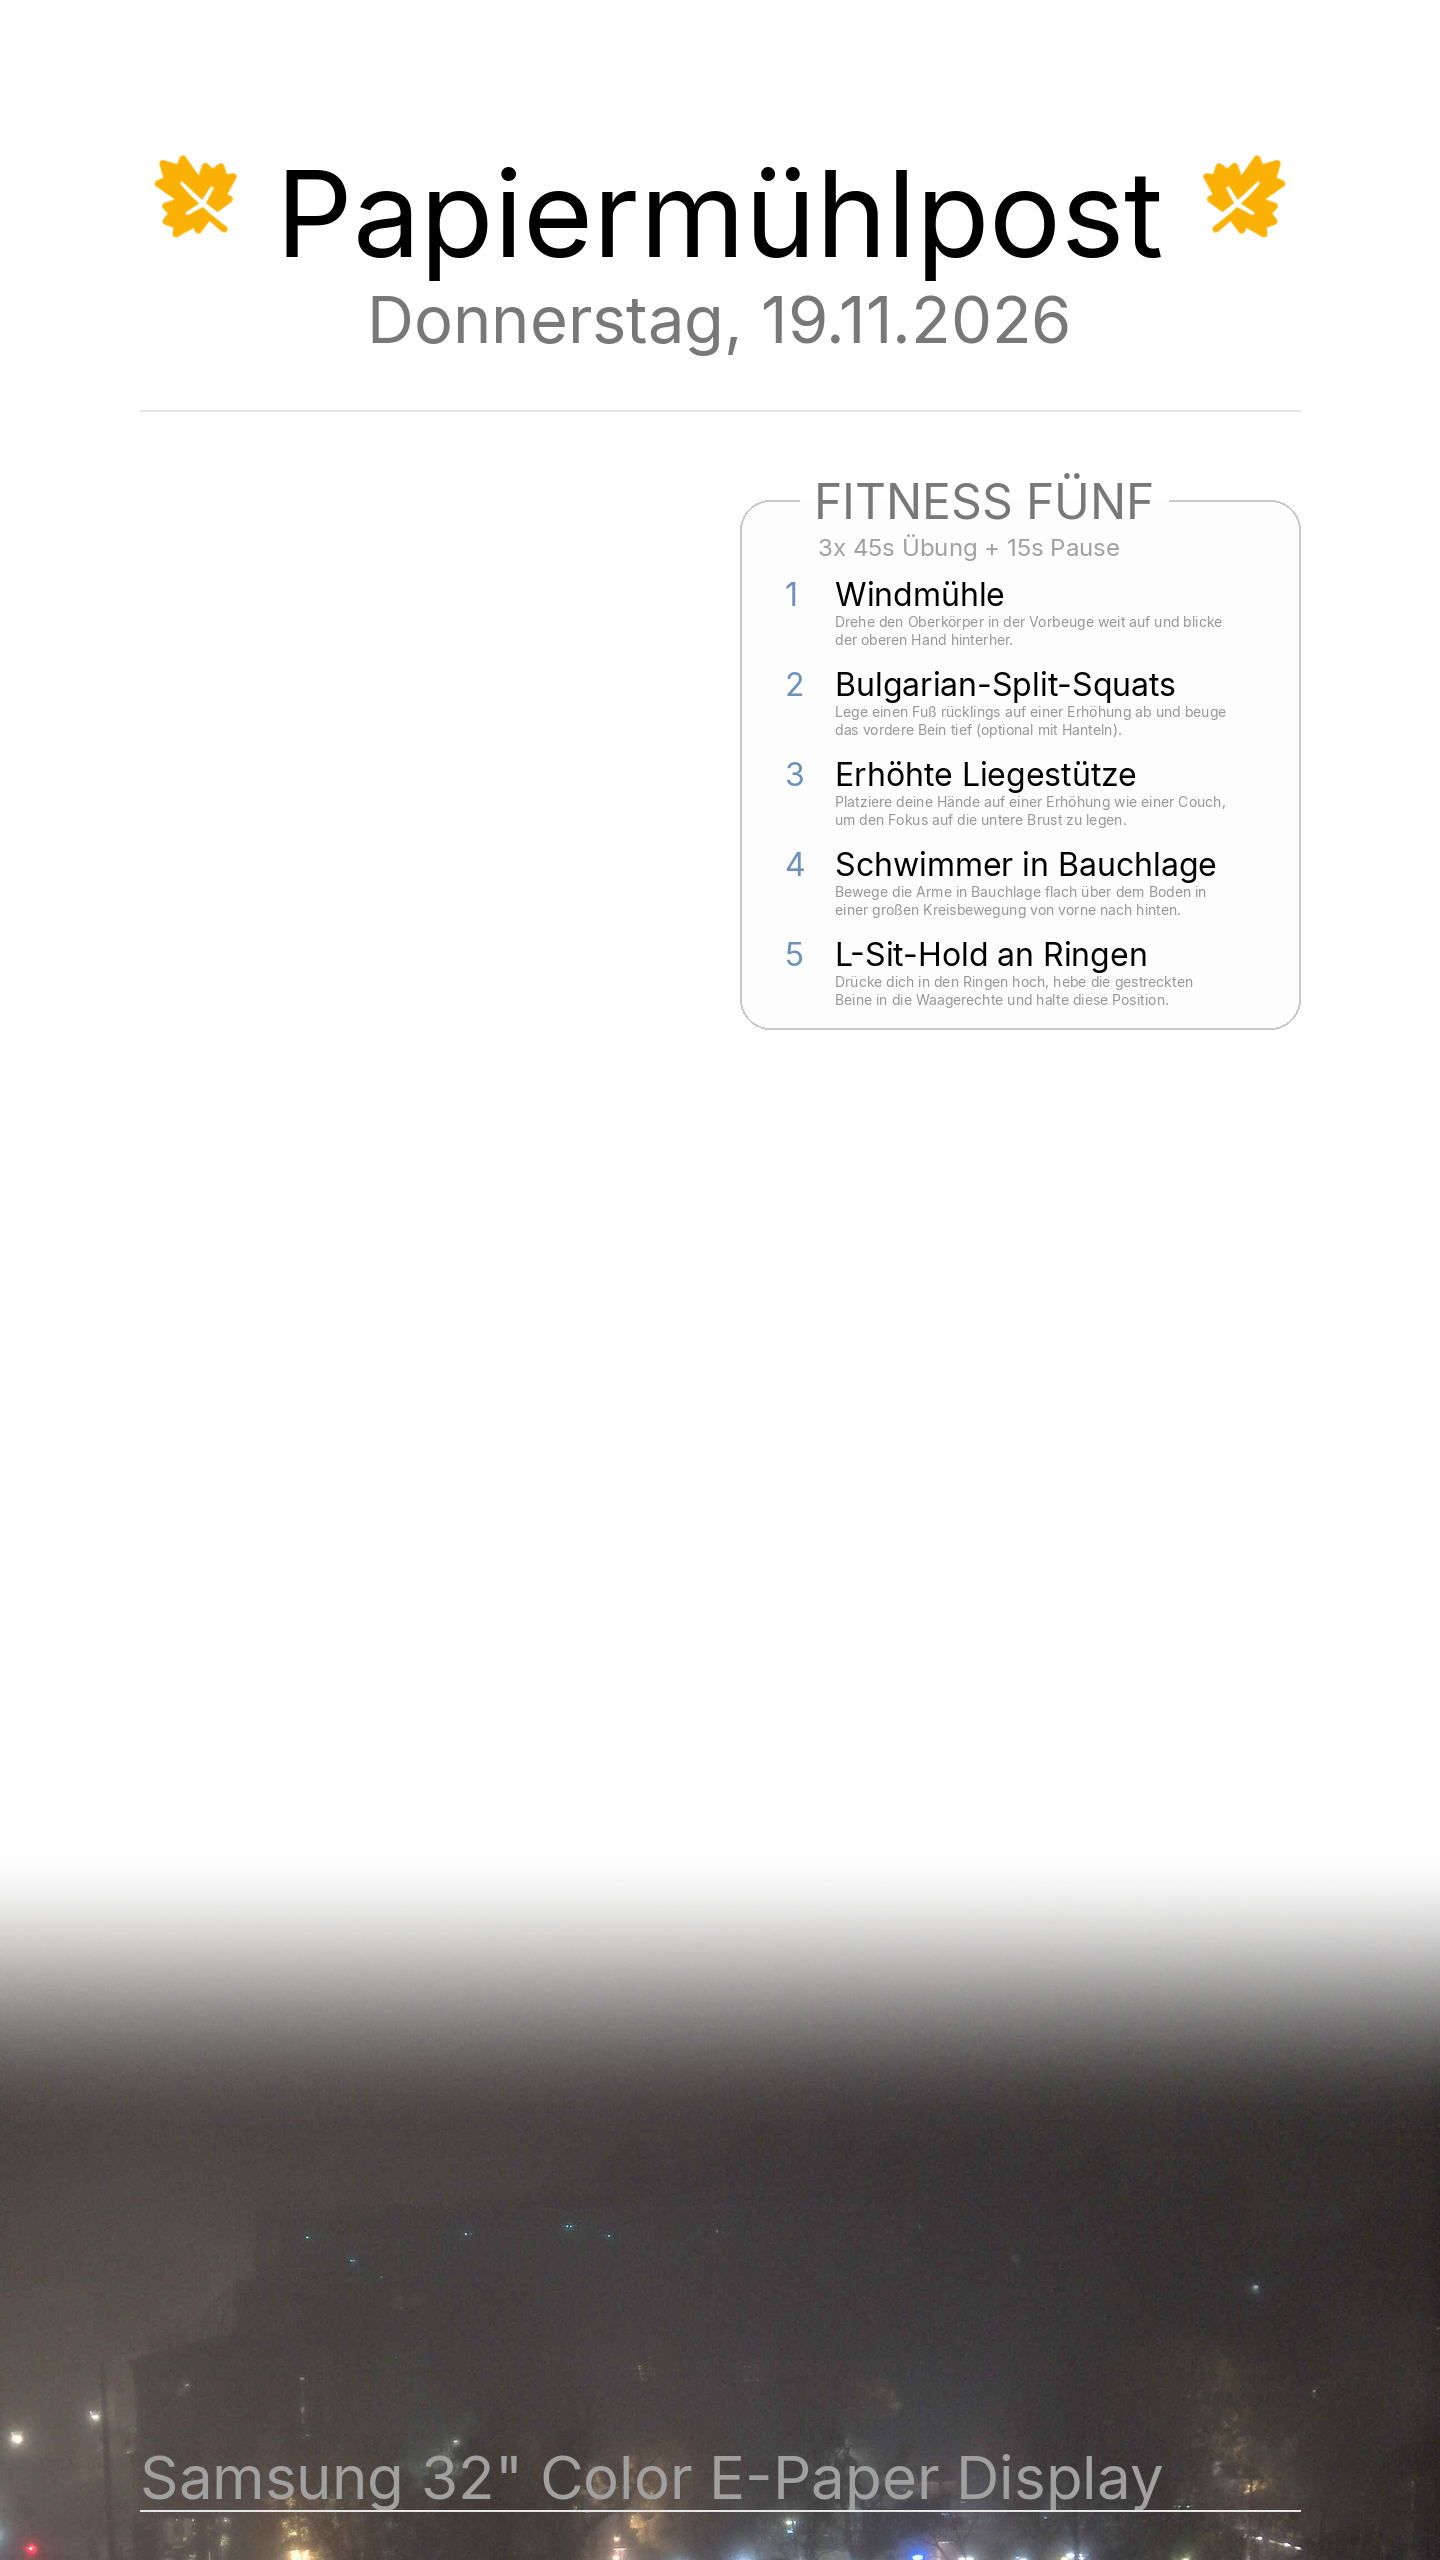 Papiermühlpost
Donnerstag, 19.11.2026
FITNESS FÜNF
3x 45s Übung + 15s Pause
1 Windmühle
Drehe den Oberkörper in der Vorbeuge weit auf und blicke
der oberen Hand hinterher.
2 Bulgarian-Split-Squats
Lege einen Fuß rücklings auf einer Erhöhung ab und beuge
das vordere Bein tief (optional mit Hanteln).
3 Erhöhte Liegestütze
Platziere deine Hände auf einer Erhöhung wie einer Couch,
um den Fokus auf die untere Brust zu legen.
4 Schwimmer in Bauchlage
Bewege die Arme in Bauchlage flach über dem Boden in
einer großen Kreisbewegung von vorne nach hinten.
5 L-Sit-Hold an Ringen
Drücke dich in den Ringen hoch, hebe die gestreckten
Beine in die Waagerechte und halte diese Position.
Samsung 32" Color E-Paper Display